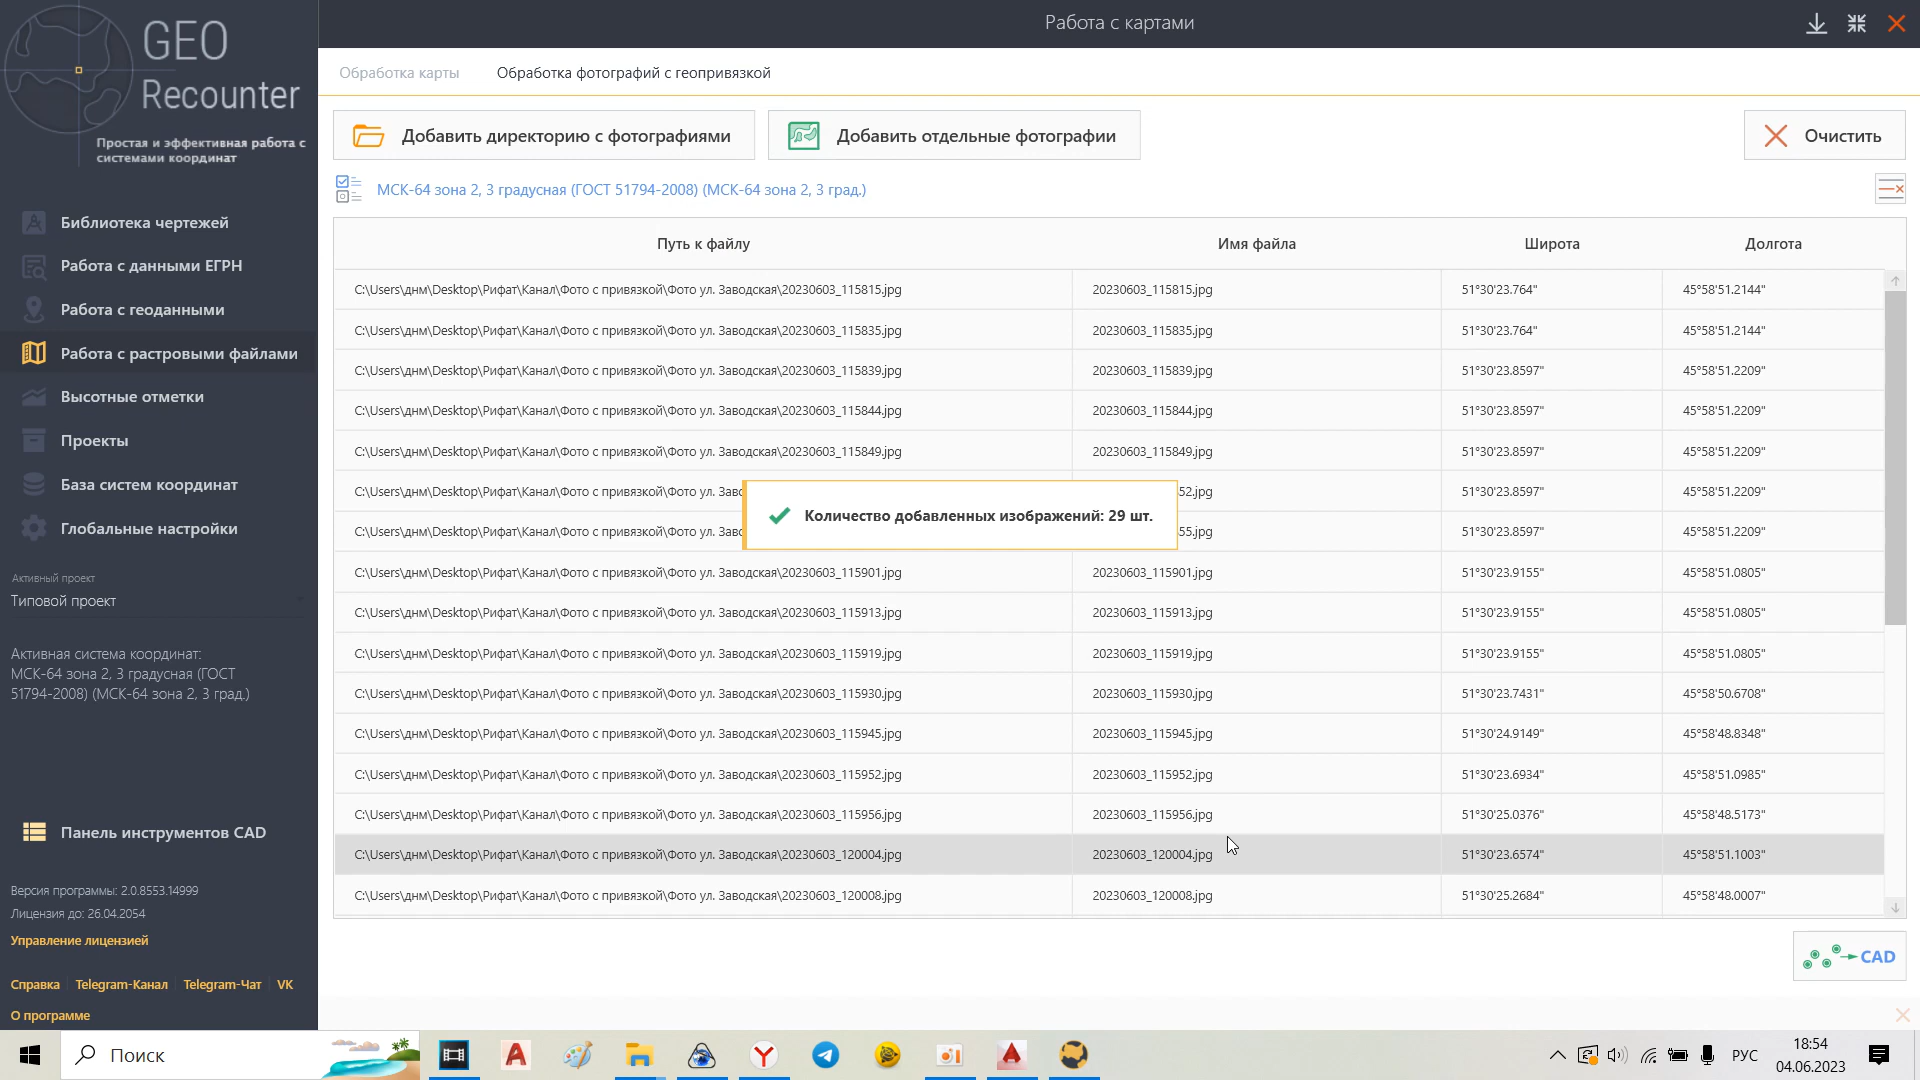 GEO
Recounter
Простая и эффективная работа с
системами координат
Библиотека чертежей
Работа с данными ЕГРН
Работа с геоданными
Работа с растровыми файлами
Высотные отметки
Проекты
База систем координат
Глобальные настройки
Активный проект
Типовой проект
Активная система координат:
МСК-64 зона 2, 3 градусная (ГОСТ
51794-2008) (МСК-64 зона 2, 3 град.)
Панель инструментов CAD
Версия программы: 2.0.8553.14999
Лицензия до: 26.04.2054
Управление лицензией
Справка Telegram-Канал Telegram-Чат VK
О программе
Работа с картами
Обработка карты Обработка фотографий с геопривязкой
Добавить директорию с фотографиями Добавить отдельные фотографии Очистить
МСК-64 зона 2, 3 градусная (ГОСТ 51794-2008) (МСК-64 зона 2, 3 град.)
Путь к файлу Имя файла Широта Долгота
C:\Users\днм\Desktop\Рифат\Канал\Фото с привязкой\Фото ул. Заводская\20230603_115815.jpg 20230603_115815.jpg 51°30'23.764" 45°58'51.2144"
C:\Users\днм\Desktop\Рифат\Канал\Фото с привязкой\Фото ул. Заводская\20230603_115835.jpg 20230603_115835.jpg 51°30'23.764" 45°58'51.2144"
C:\Users\днм\Desktop\Рифат\Канал\Фото с привязкой\Фото ул. Заводская\20230603_115839.jpg 20230603_115839.jpg 51°30'23.8597" 45°58'51.2209"
C:\Users\днм\Desktop\Рифат\Канал\Фото с привязкой\Фото ул. Заводская\20230603_115844.jpg 20230603_115844.jpg 51°30'23.8597" 45°58'51.2209"
C:\Users\днм\Desktop\Рифат\Канал\Фото с привязкой\Фото ул. Заводская\20230603_115849.jpg 20230603_115849.jpg 51°30'23.8597" 45°58'51.2209"
C:\Users\днм\Desktop\Рифат\Канал\Фото с привязкой\Фото ул. Заво 52.jpg 51°30'23.8597" 45°58'51.2209"
Количество добавленных изображений: 29 шт.
C:\Users\днм\Desktop\Рифат\Канал\Фото с привязкой\Фото ул. Заво 55.jpg 51°30'23.8597" 45°58'51.2209"
C:\Users\днм\Desktop\Рифат\Канал\Фото с привязкой\Фото ул. Заводская\20230603_115901.jpg 20230603_115901.jpg 51°30'23.9155" 45°58'51.0805"
C:\Users\днм\Desktop\Рифат\Канал\Фото с привязкой\Фото ул. Заводская\20230603_115913.jpg 20230603_115913.jpg 51°30'23.9155" 45°58'51.0805"
C:\Users\днм\Desktop\Рифат\Канал\Фото с привязкой\Фото ул. Заводская\20230603_115919.jpg 20230603_115919.jpg 51°30'23.9155" 45°58'51.0805"
C:\Users\днм\Desktop\Рифат\Канал\Фото с привязкой\Фото ул. Заводская\20230603_115930.jpg 20230603_115930.jpg 51°30'23.7431" 45°58'50.6708"
C:\Users\днм\Desktop\Рифат\Канал\Фото с привязкой\Фото ул. Заводская\20230603_115945.jpg 20230603_115945.jpg 51°30'24.9149" 45°58'48.8348"
C:\Users\днм\Desktop\Рифат\Канал\Фото с привязкой\Фото ул. Заводская\20230603_115952.jpg 20230603_115952.jpg 51°30'23.6934" 45°58'51.0985"
C:\Users\днм\Desktop\Рифат\Канал\Фото с привязкой\Фото ул. Заводская\20230603_115956.jpg 20230603_115956.jpg 51°30'25.0376" 45°58'48.5173"
C:\Users\днм\Desktop\Рифат\Канал\Фото с привязкой\Фото ул. Заводская\20230603_120004.jpg 20230603_120004.jpg 51°30'23.6574" 45°58'51.1003"
C:\Users\днм\Desktop\Рифат\Канал\Фото с привязкой\Фото ул. Заводская\20230603_120008.jpg 20230603_120008.jpg 51°30'25.2684" 45°58'48.0007"
CAD
Поиск
РУС
18:54
04.06.2023